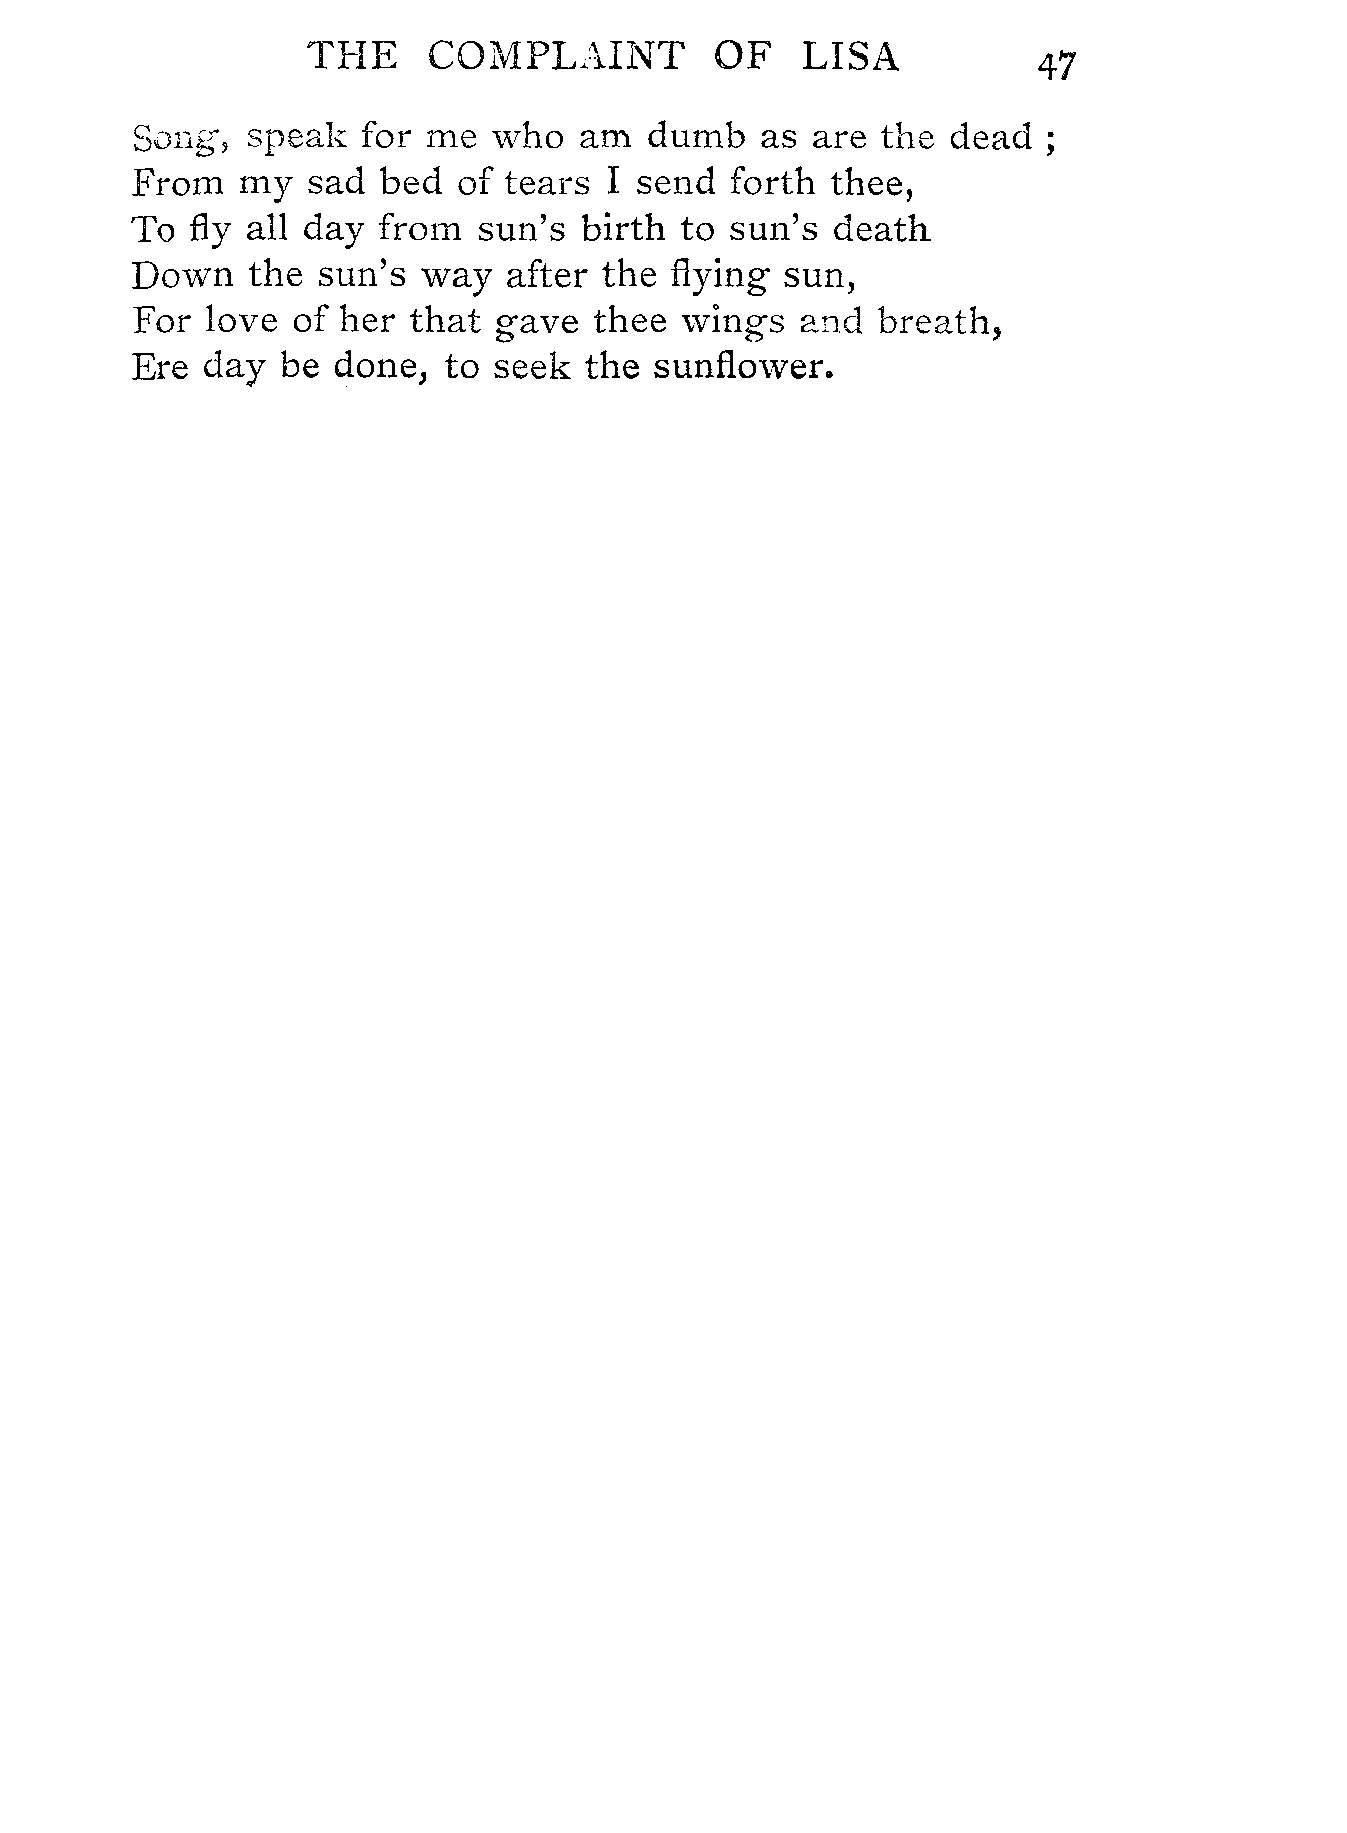 THE COMPLAINT OF LISA 47
Song, speak for me who am dumb as are the dead ;
From my sad bed of tears I send forth thee,
To fly all day from sun's birth to sun's death
Down the sun's way after the flying sun,
For love of her that gave thee wings and breath,
Ere day be done, to seek the sunflower.